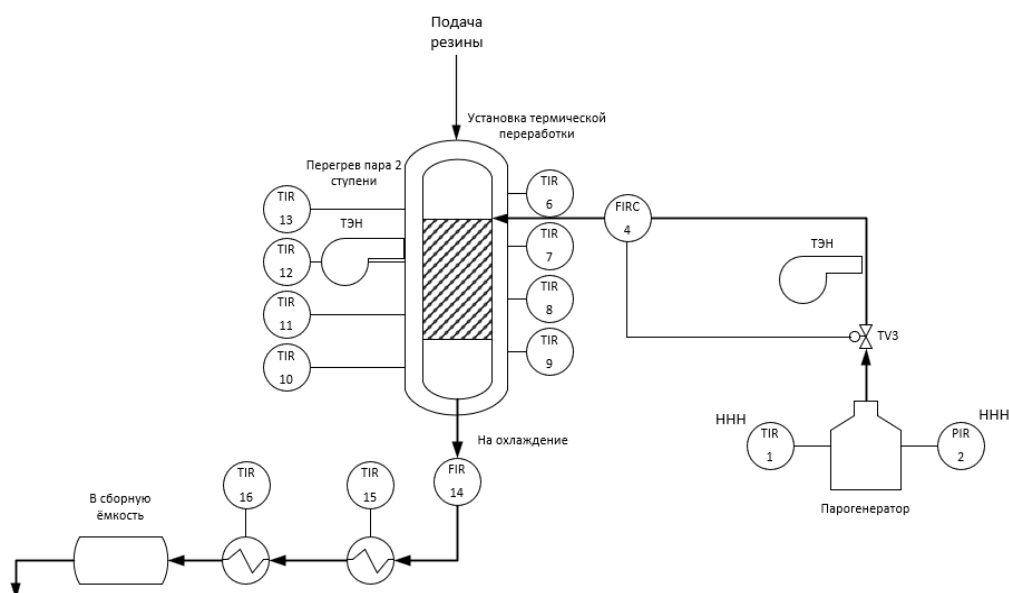 Подача
резины
Установка термической
переработки
Перегрев пара 2
ступени
ТЭН
TIR
13
TIR
12
TIR
11
TIR
10
TIR
6
TIR
7
TIR
8
TIR
9
FIRC
4
ТЭН
TV3
ННН
TIR
1
PIR
2
ННН
Парогенератор
На охлаждение
FIR
14
TIR
15
TIR
16
В сборную
ёмкость